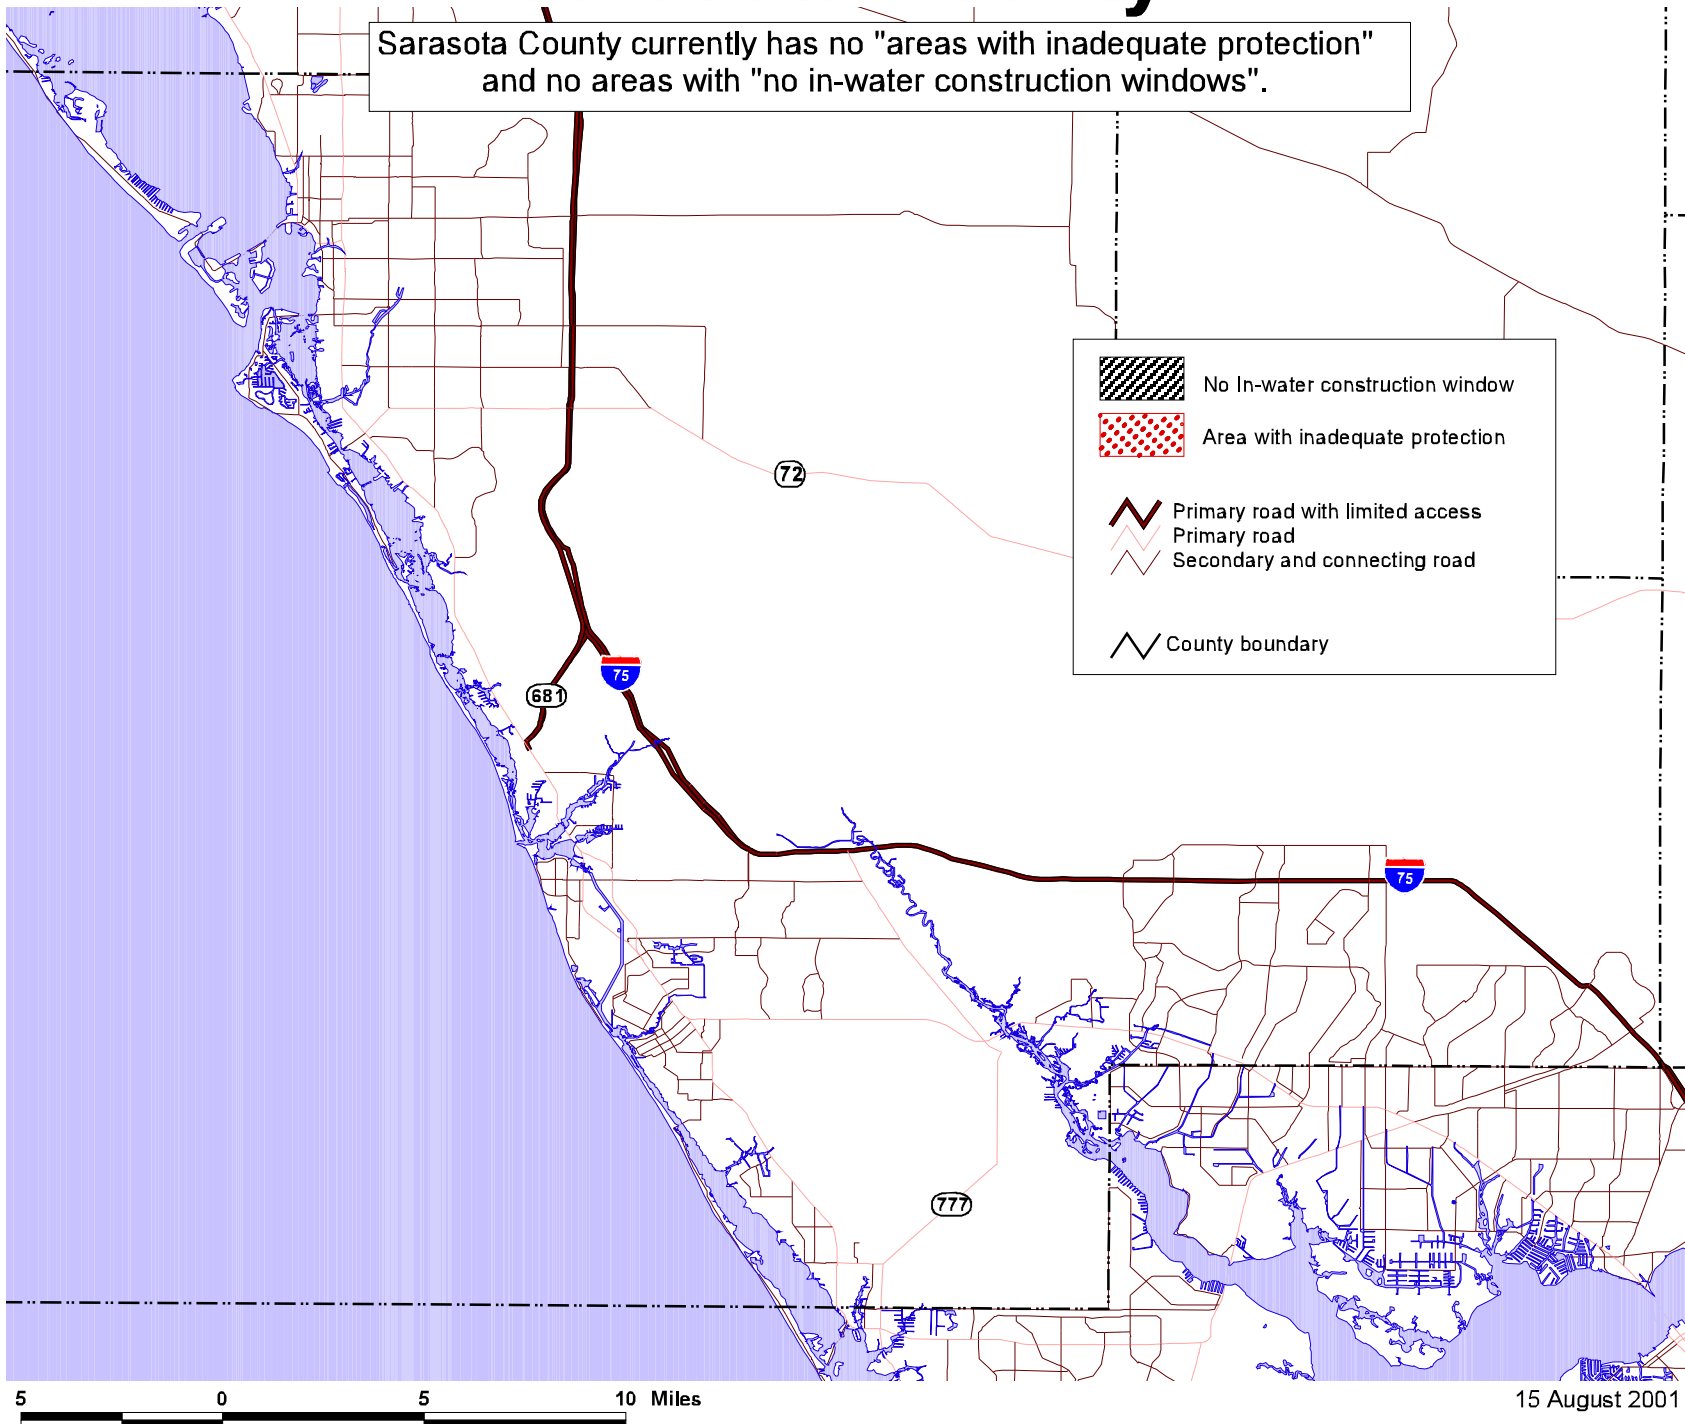 Sarasota County currently has no "areas with inadequate protection"
and no areas with "no in-water construction windows".
No In-water construction window
Area with inadequate protection
72
Primary road with limited access
Primary road
Secondary and connecting road
County boundary
75
681
75
777
5 0 5 10 Miles
15 August 2001